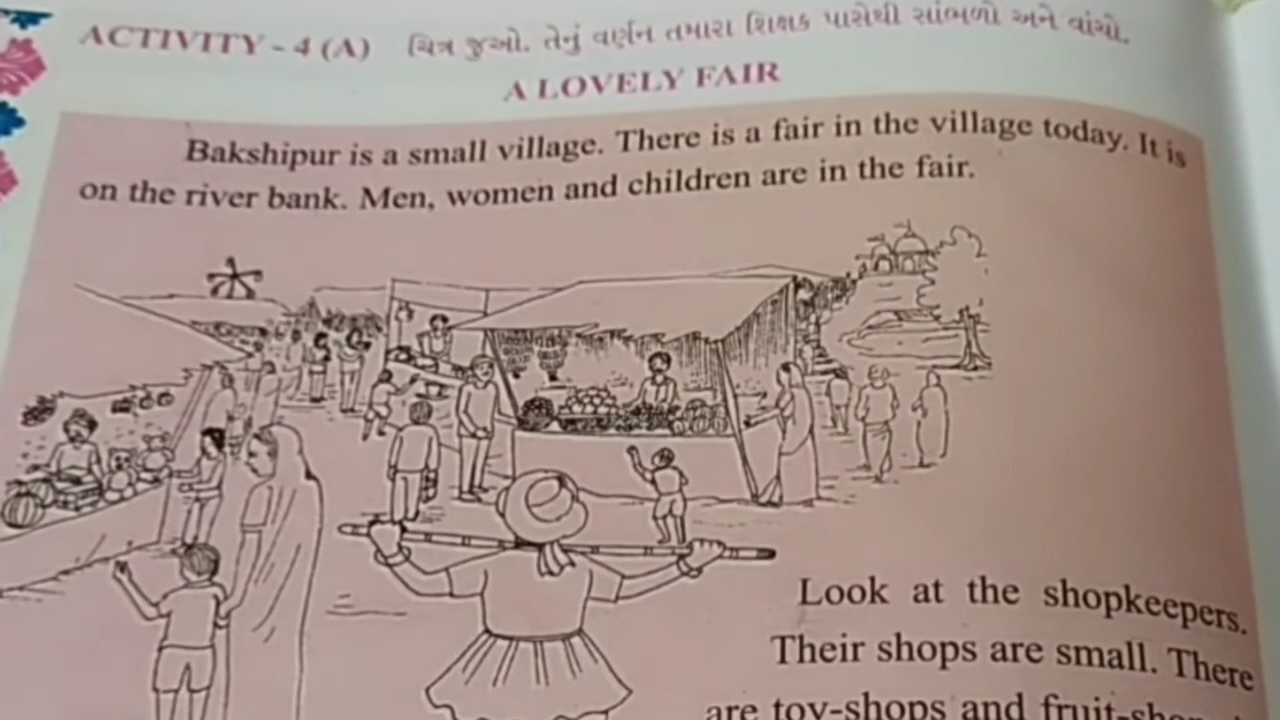 ACTIVITY - 4 (A) ચિત્ર જુઓ. તેનું વર્ણન તમારા શિક્ષક પાસેથી સાંભળો અને વાંચો.
A LOVELY FAIR
Bakshipur is a small village. There is a fair in the village today. It is
on the river bank. Men, women and children are in the fair.
Look at the shopkeepers.
Their shops are small. There
are toy-shops and